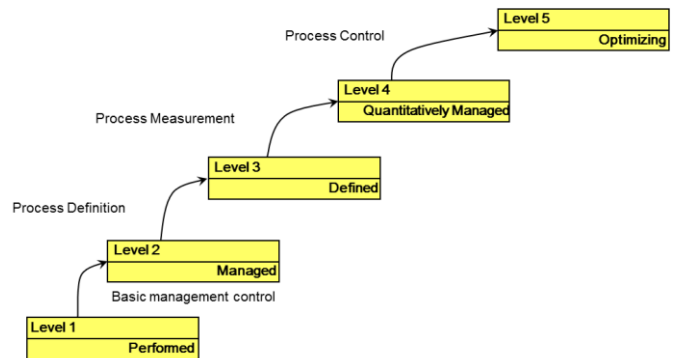 Level 5
Process Control
Optimizing
Level 4
Quantitatively Managed
Process Measurement
Level 3
Defined
Process Definition
Level 2
Managed
Basic management control
Level 1
Performed